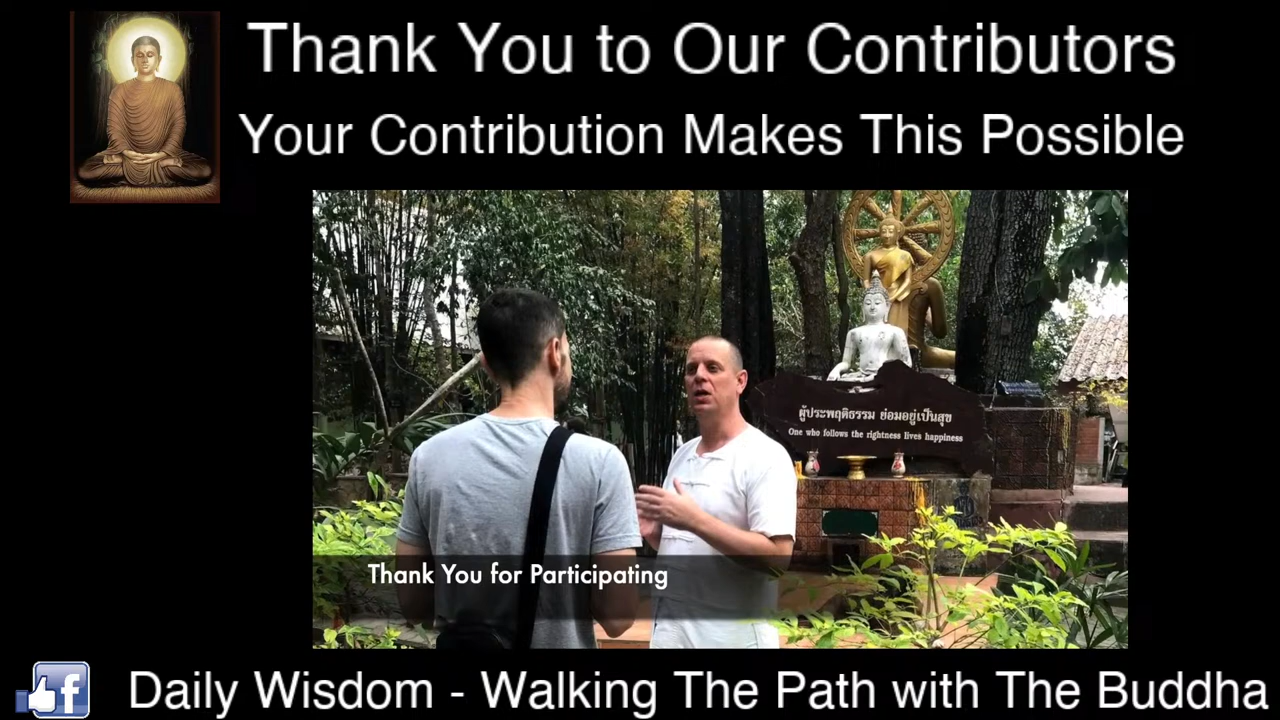 Thank You to Our Contributors
Your Contribution Makes This Possible
ผู้ประพฤติธรรม ย่อมอยู่เป็นสุข
One who follows the rightness lives happiness
Thank You for Participating
f
Daily Wisdom - Walking The Path with The Buddha